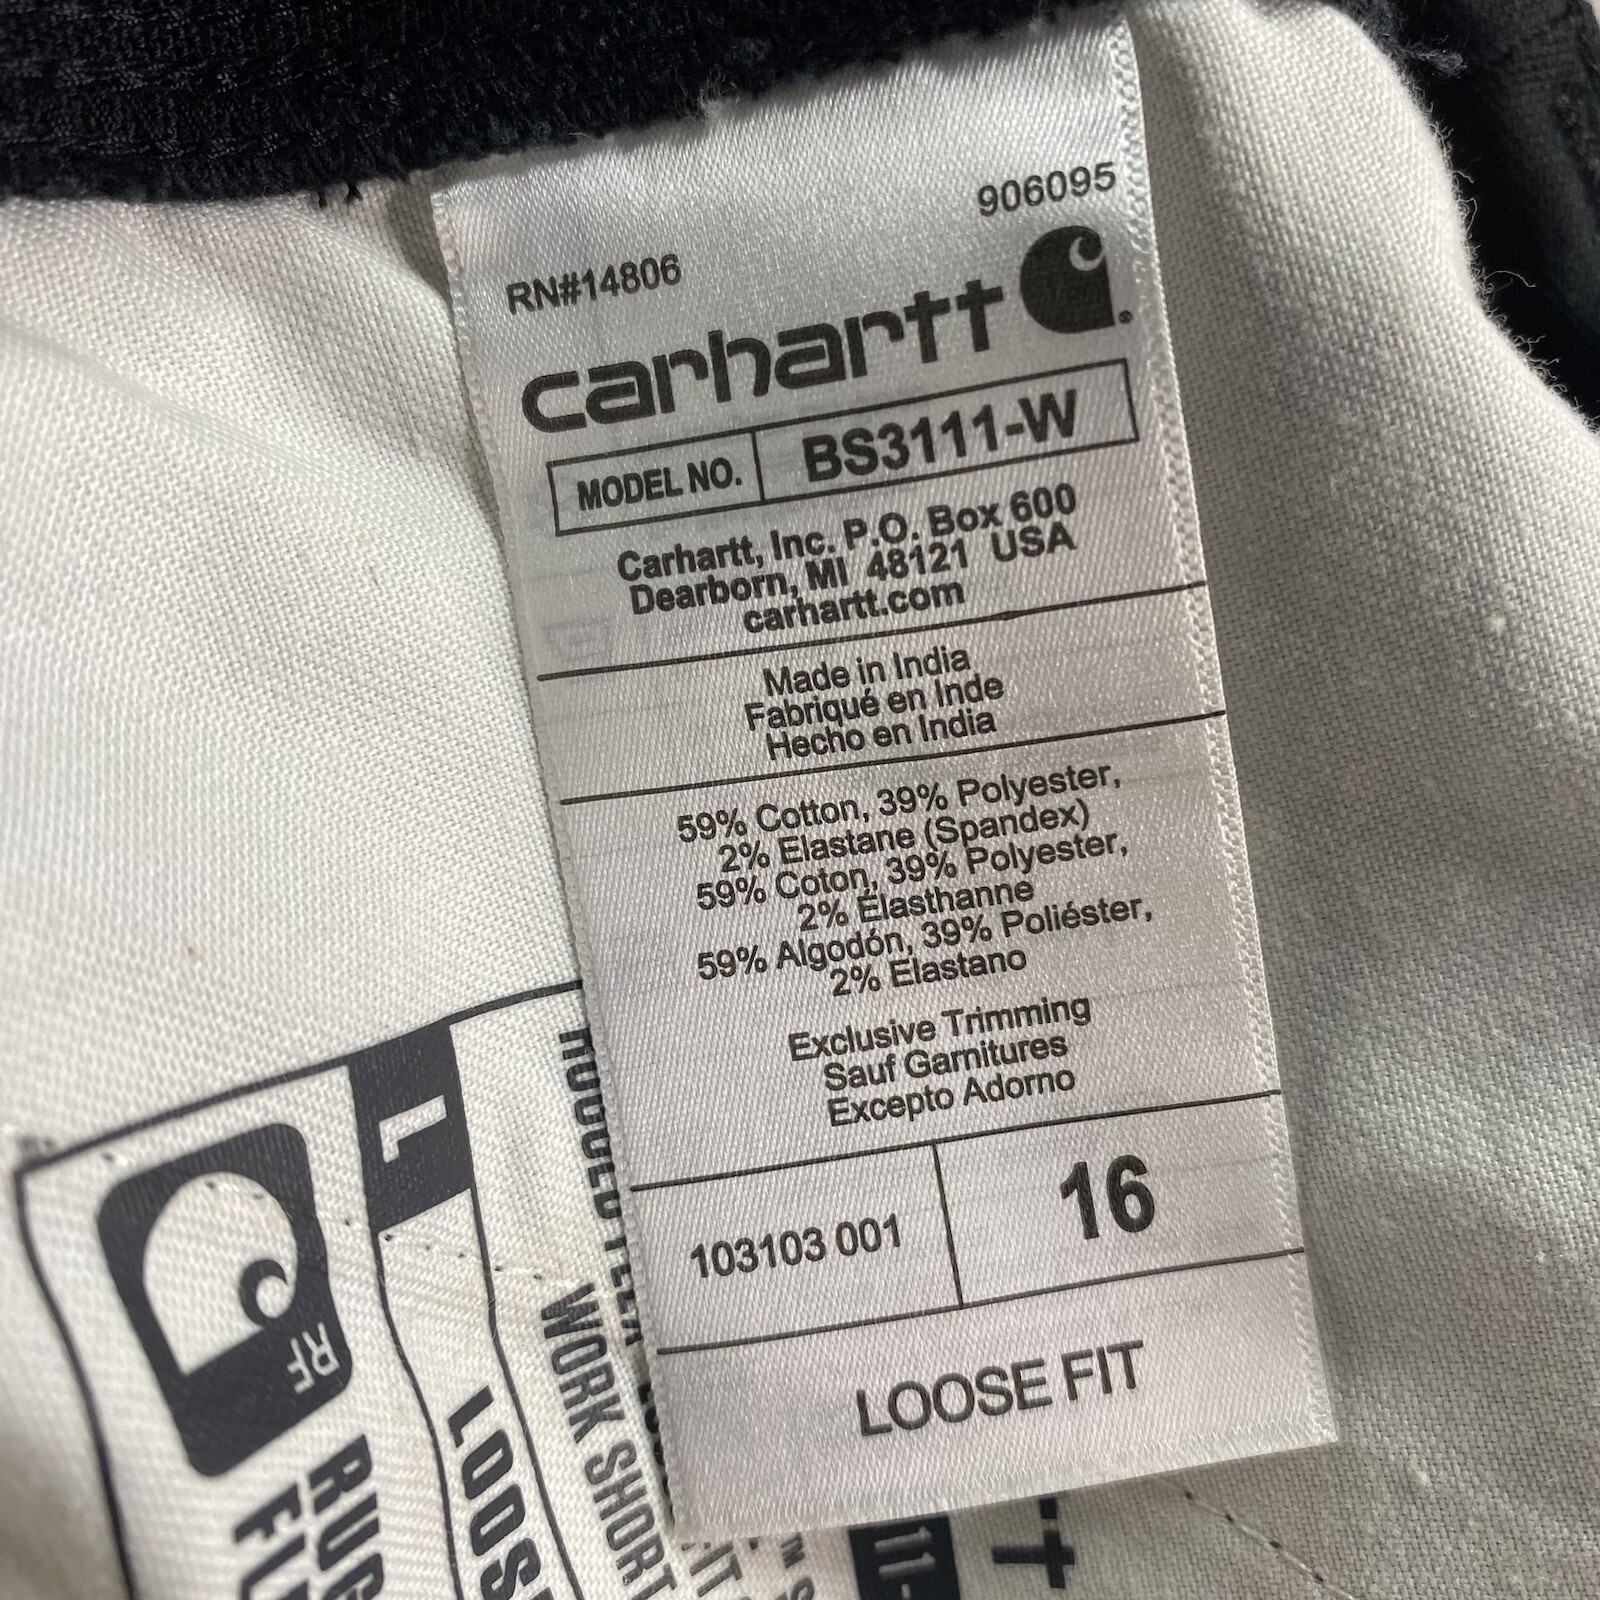 906095
RN#14806
carhartt
MODEL NO. BS3111-W
Carhartt, Inc. P.O. Box 600
Dearborn, MI 48121 USA
carhartt.com
Made in India
Fabriqué en Inde
Hecho en India
59% Cotton, 39% Polyester,
2% Elastane (Spandex)
59% Coton, 39% Polyester,
2% Élasthanne
59% Algodón, 39% Poliéster,
2% Elastano
Exclusive Trimming
Sauf Garnitures
Excepto Adorno
103103 001 16
LOOSE FIT
L
RF
WORK SHORT